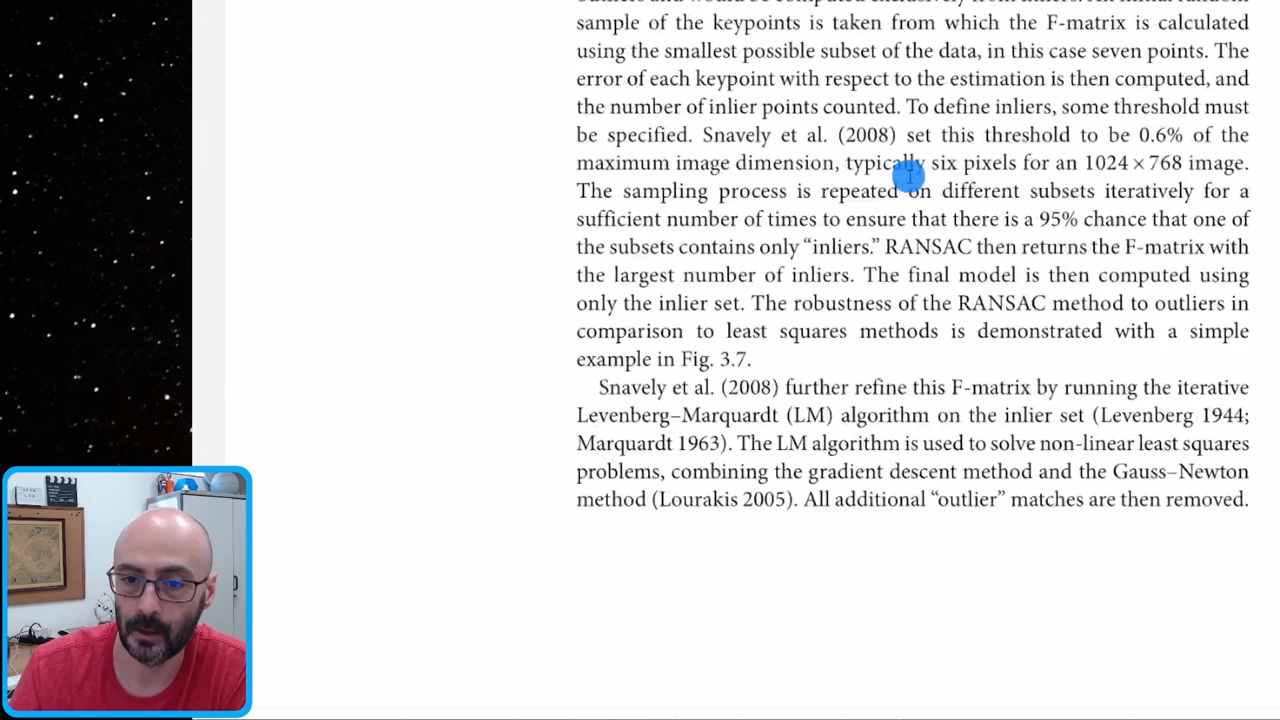 sample of the keypoints is taken from which the F-matrix is calculated
using the smallest possible subset of the data, in this case seven points. The
error of each keypoint with respect to the estimation is then computed, and
the number of inlier points counted. To define inliers, some threshold must
be specified. Snavely et al. (2008) set this threshold to be 0.6% of the
maximum image dimension, typically six pixels for an 1024 × 768 image.
The sampling process is repeated on different subsets iteratively for a
sufficient number of times to ensure that there is a 95% chance that one of
the subsets contains only “inliers.” RANSAC then returns the F-matrix with
the largest number of inliers. The final model is then computed using
only the inlier set. The robustness of the RANSAC method to outliers in
comparison to least squares methods is demonstrated with a simple
example in Fig. 3.7.
Snavely et al. (2008) further refine this F-matrix by running the iterative
Levenberg–Marquardt (LM) algorithm on the inlier set (Levenberg 1944;
Marquardt 1963). The LM algorithm is used to solve non-linear least squares
problems, combining the gradient descent method and the Gauss–Newton
method (Lourakis 2005). All additional “outlier” matches are then removed.